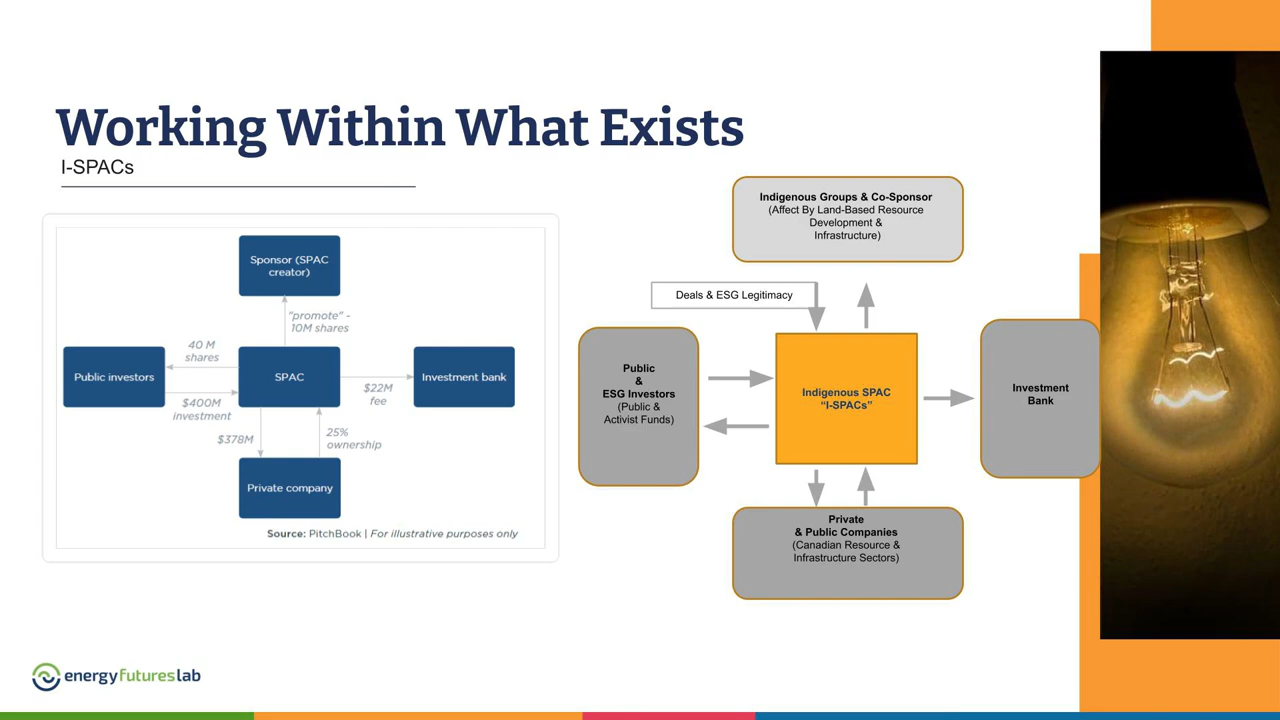 Working Within What Exists
I-SPACs
Sponsor (SPAC
creator)
"promote" -
10M shares
40 M
shares
Public investors
SPAC
Investment bank
$400M
investment
$22M
fee
$378M
25%
ownership
Private company
Source: PitchBook | For illustrative purposes only
Indigenous Groups & Co-Sponsor
(Affect By Land-Based Resource
Development &
Infrastructure)
Deals & ESG Legitimacy
Public
&
ESG Investors
(Public &
Activist Funds)
Indigenous SPAC
“I-SPACs”
Investment
Bank
Private
& Public Companies
(Canadian Resource &
Infrastructure Sectors)
energyfutureslab